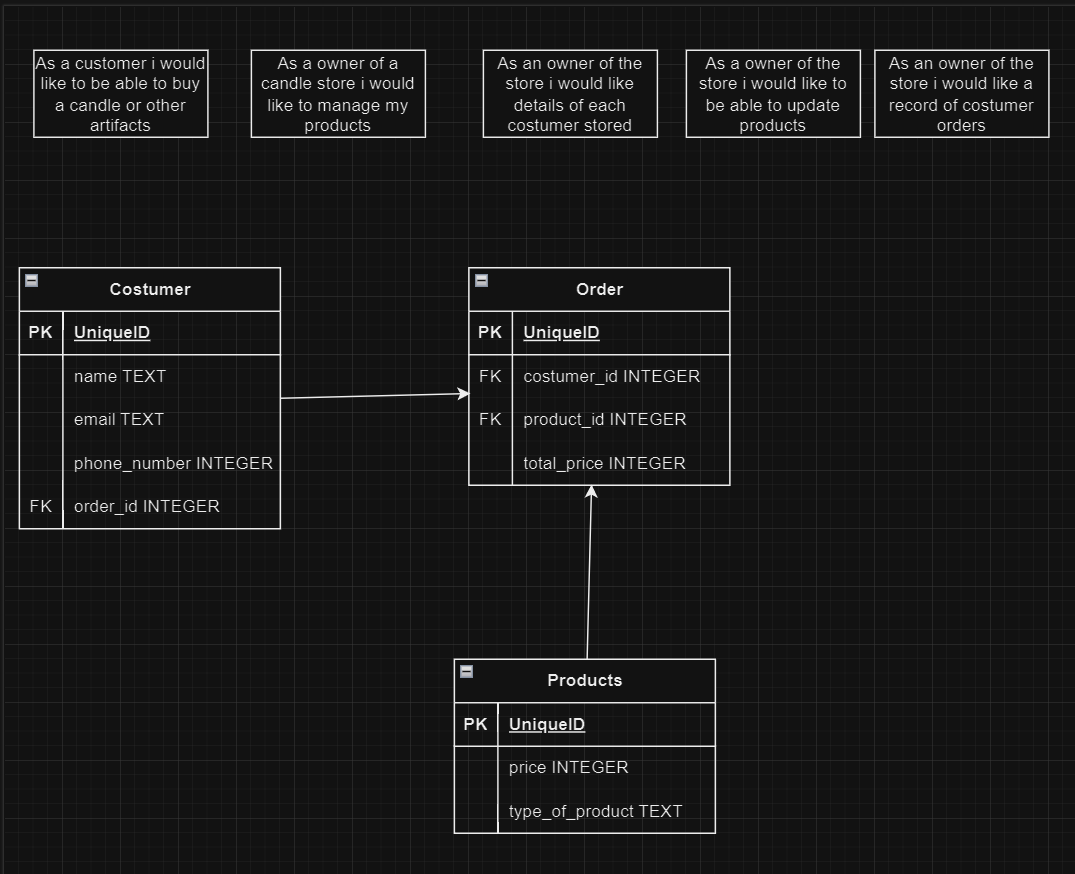 As a customer i would
like to be able to buy
a candle or other
artifacts
As a owner of a
candle store i would
like to manage my
products
As an owner of the
store i would like
details of each
costumer stored
As a owner of the
store i would like to
be able to update
products
As an owner of the
store i would like a
record of costumer
orders
Costumer
PK UniqueID
name TEXT
email TEXT
phone_number INTEGER
FK order_id INTEGER
Order
PK UniqueID
FK costumer_id INTEGER
FK product_id INTEGER
total_price INTEGER
Products
PK UniqueID
price INTEGER
type_of_product TEXT